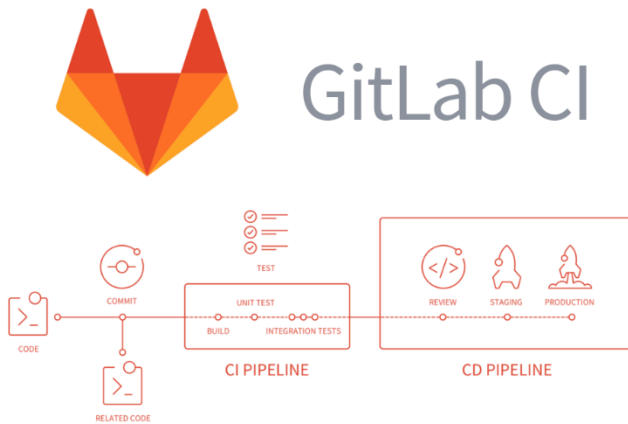 GitLab CI
TEST
COMMIT
UNIT TEST
REVIEW
STAGING
PRODUCTION
BUILD
INTEGRATION TESTS
CODE
CI PIPELINE
CD PIPELINE
RELATED CODE